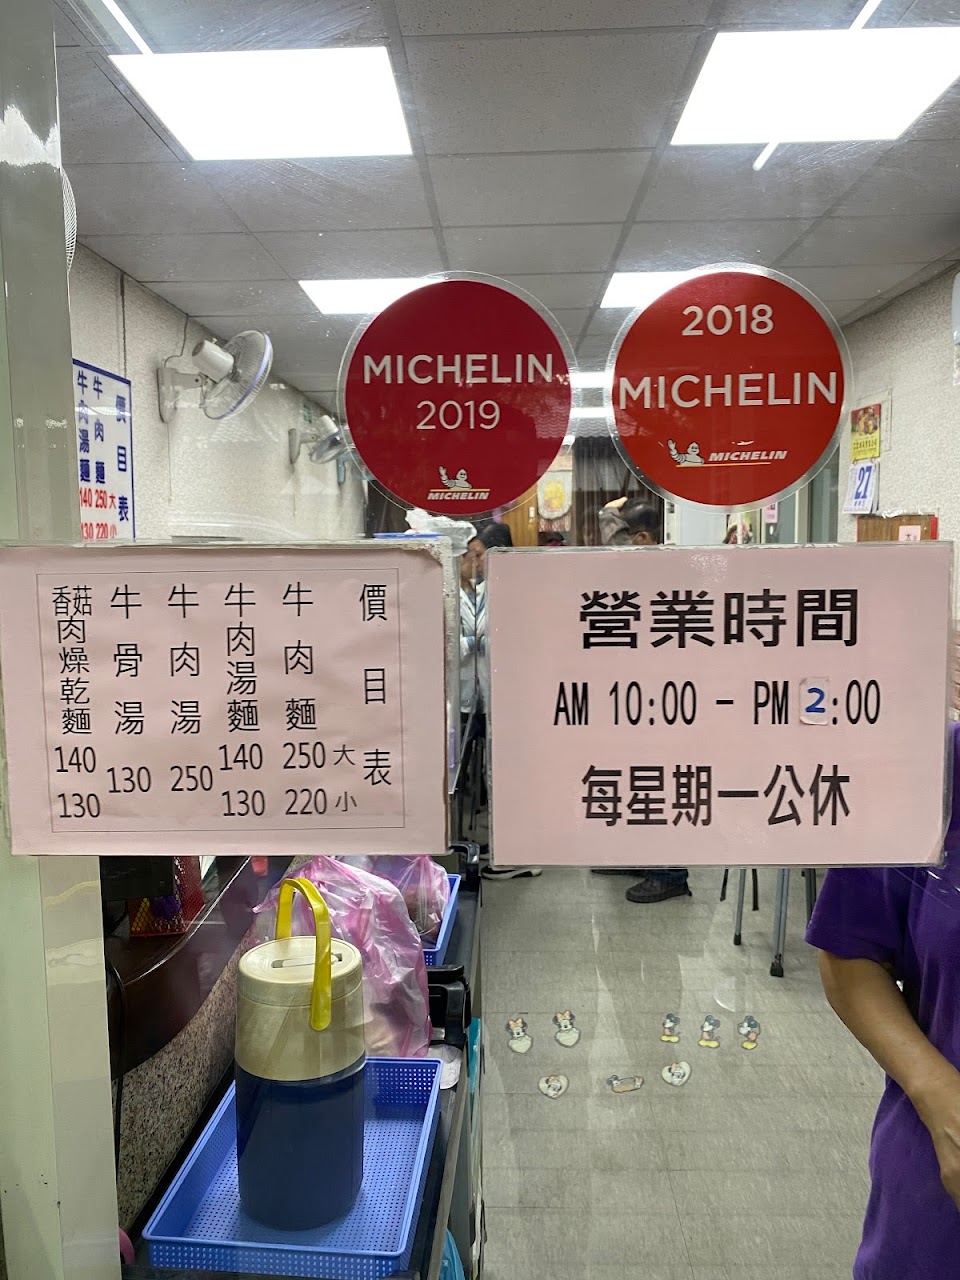 2018
MICHELIN
MICHELIN
MICHELIN
2019
MICHELIN
27
價目表
牛肉麵 250 大
220 小
牛肉湯麵 140
130
價目表
大
小
牛肉麵 250
220
牛肉湯麵 140
130
牛肉湯 250
牛骨湯 130
香菇肉燥乾麵 140
130
營業時間
AM 10:00 - PM 2:00
每星期一公休